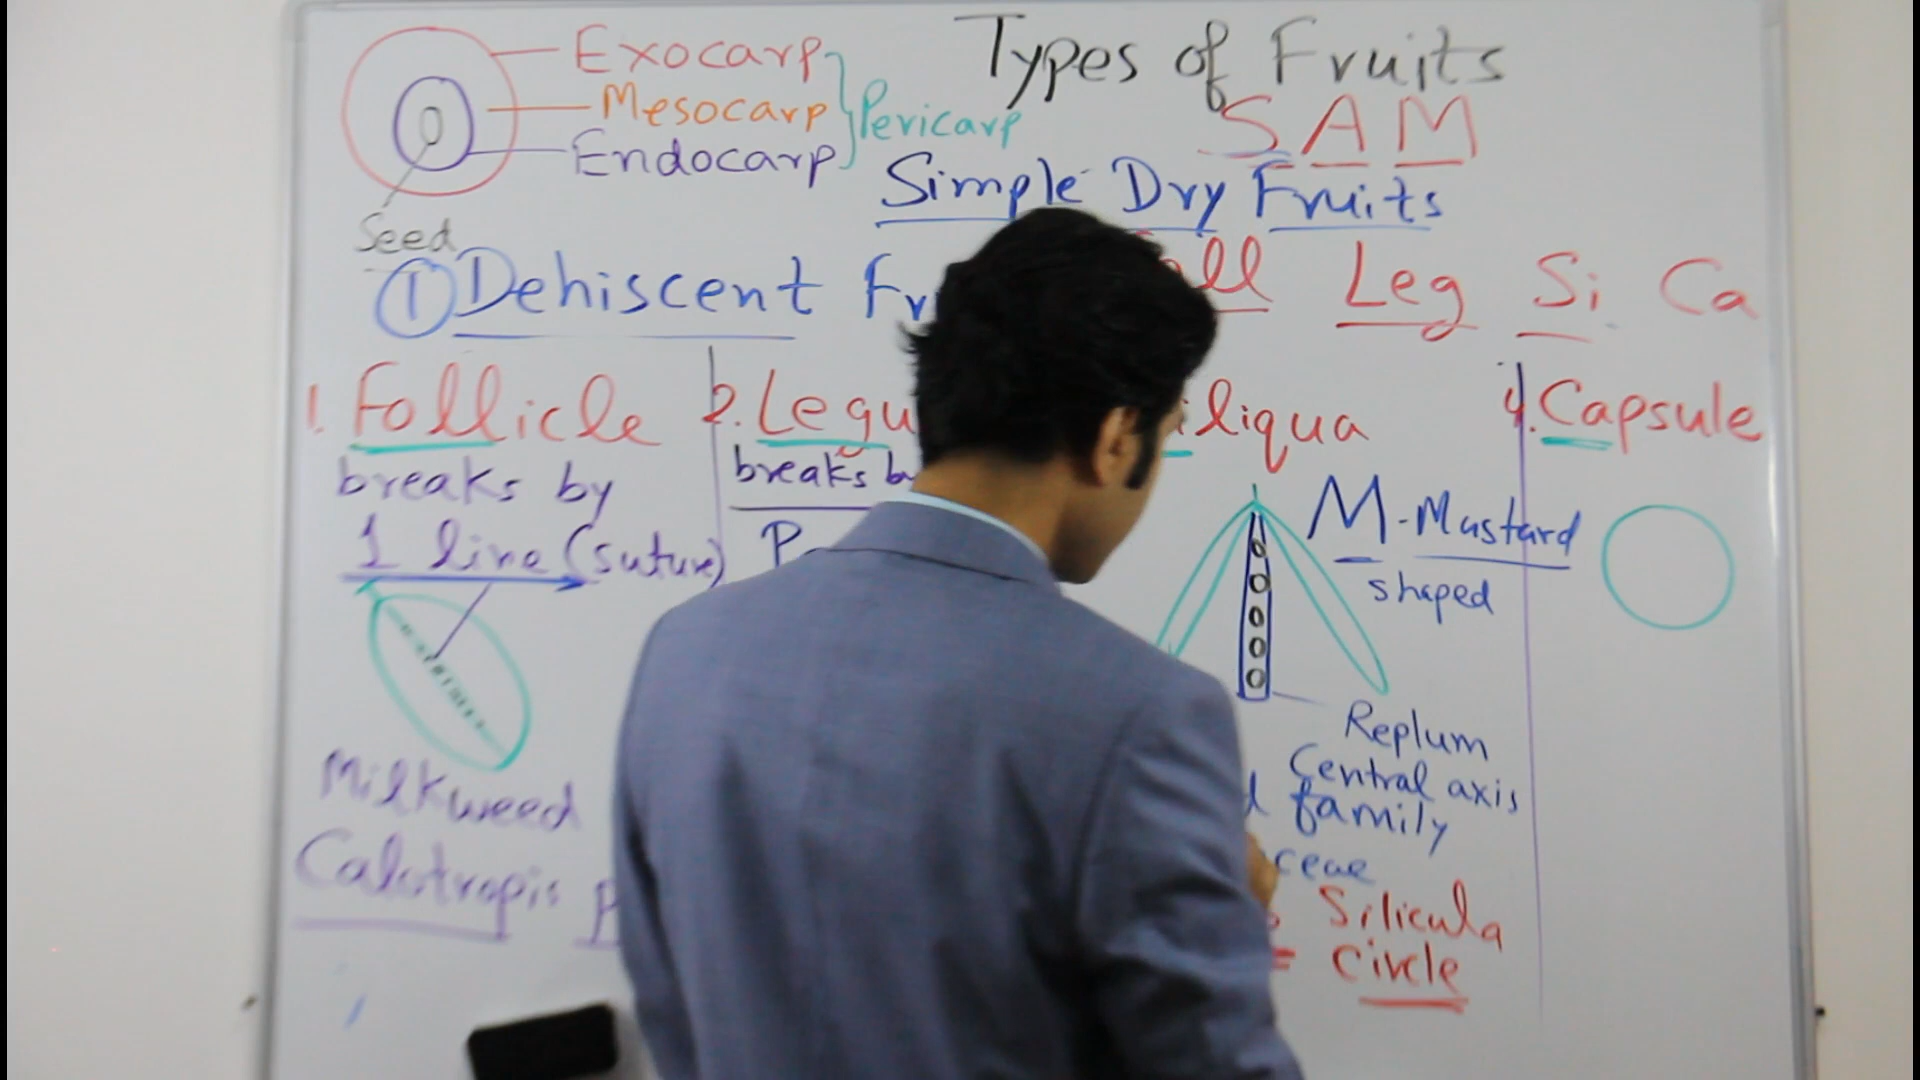 Types of Fruits
Exocarp
Mesocarp
Endocarp
Pericarp
Seed
SAM
Simple Dry Fruits
① Dehiscent Fr
ll Leg Si Ca
1. Follicle
breaks by
1 line (suture)
Milkweed
Calotropis
2. Legu
breaks b
P
iliqua
M - Mustard
shaped
Replum
Central axis
family
ceae
Silicula
= Circle
4. Capsule